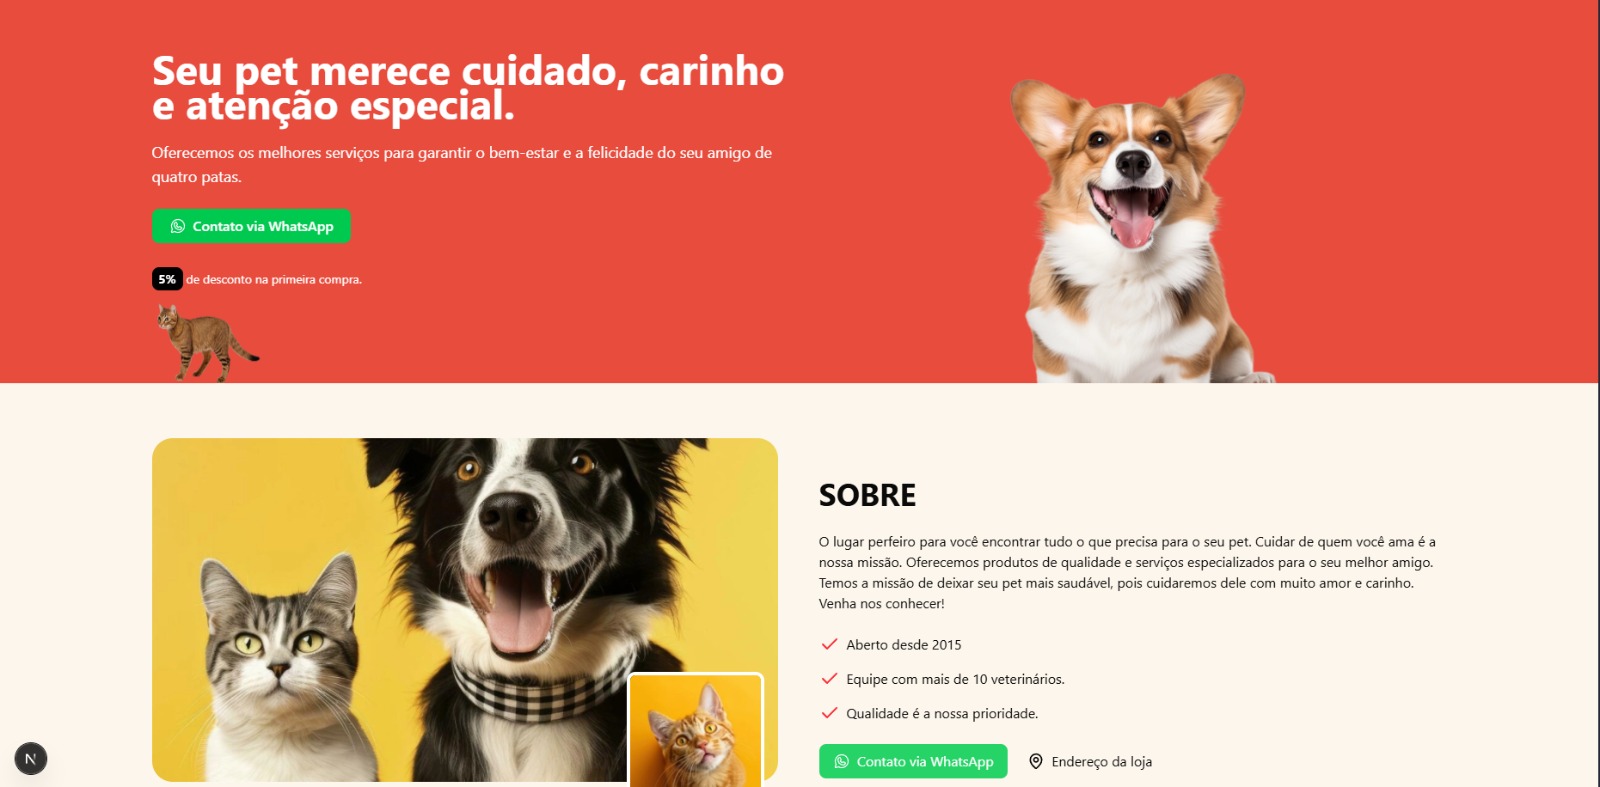 Seu pet merece cuidado, carinho
e atenção especial.
Oferecemos os melhores serviços para garantir o bem-estar e a felicidade do seu amigo de
quatro patas.
Contato via WhatsApp
5% de desconto na primeira compra.
SOBRE
O lugar perfeiro para você encontrar tudo o que precisa para o seu pet. Cuidar de quem você ama é a
nossa missão. Oferecemos produtos de qualidade e serviços especializados para o seu melhor amigo.
Temos a missão de deixar seu pet mais saudável, pois cuidaremos dele com muito amor e carinho.
Venha nos conhecer!
Aberto desde 2015
Equipe com mais de 10 veterinários.
Qualidade é a nossa prioridade.
Contato via WhatsApp
Endereço da loja
N